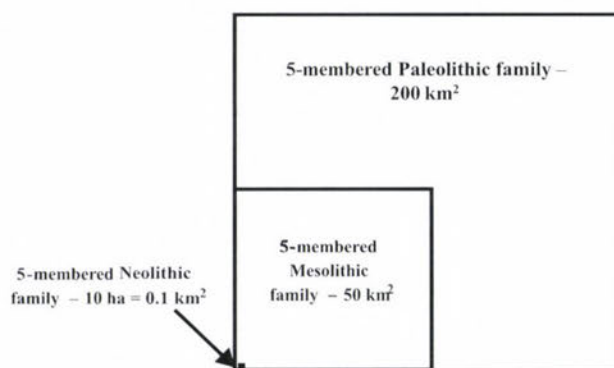 5-membered Paleolithic family –
200 km²
5-membered
Mesolithic
family – 50 km²
5-membered Neolithic
family – 10 ha = 0.1 km²